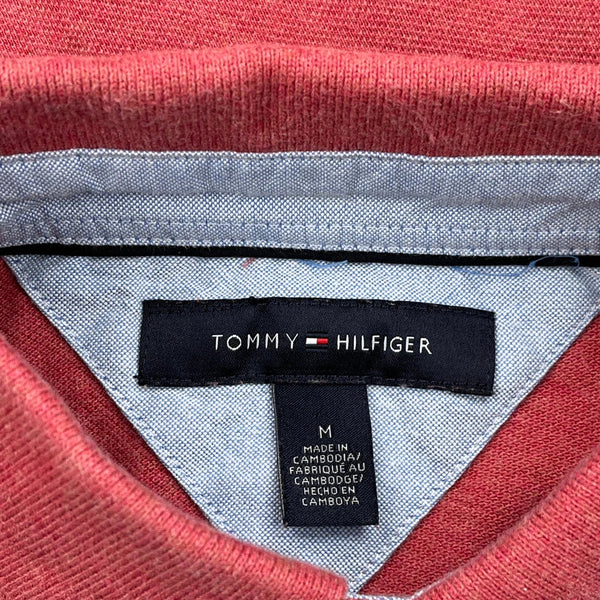 TOMMY HILFIGER
M
MADE IN
CAMBODIA/
FABRIQUÉ AU
CAMBODGE/
HECHO EN
CAMBOYA